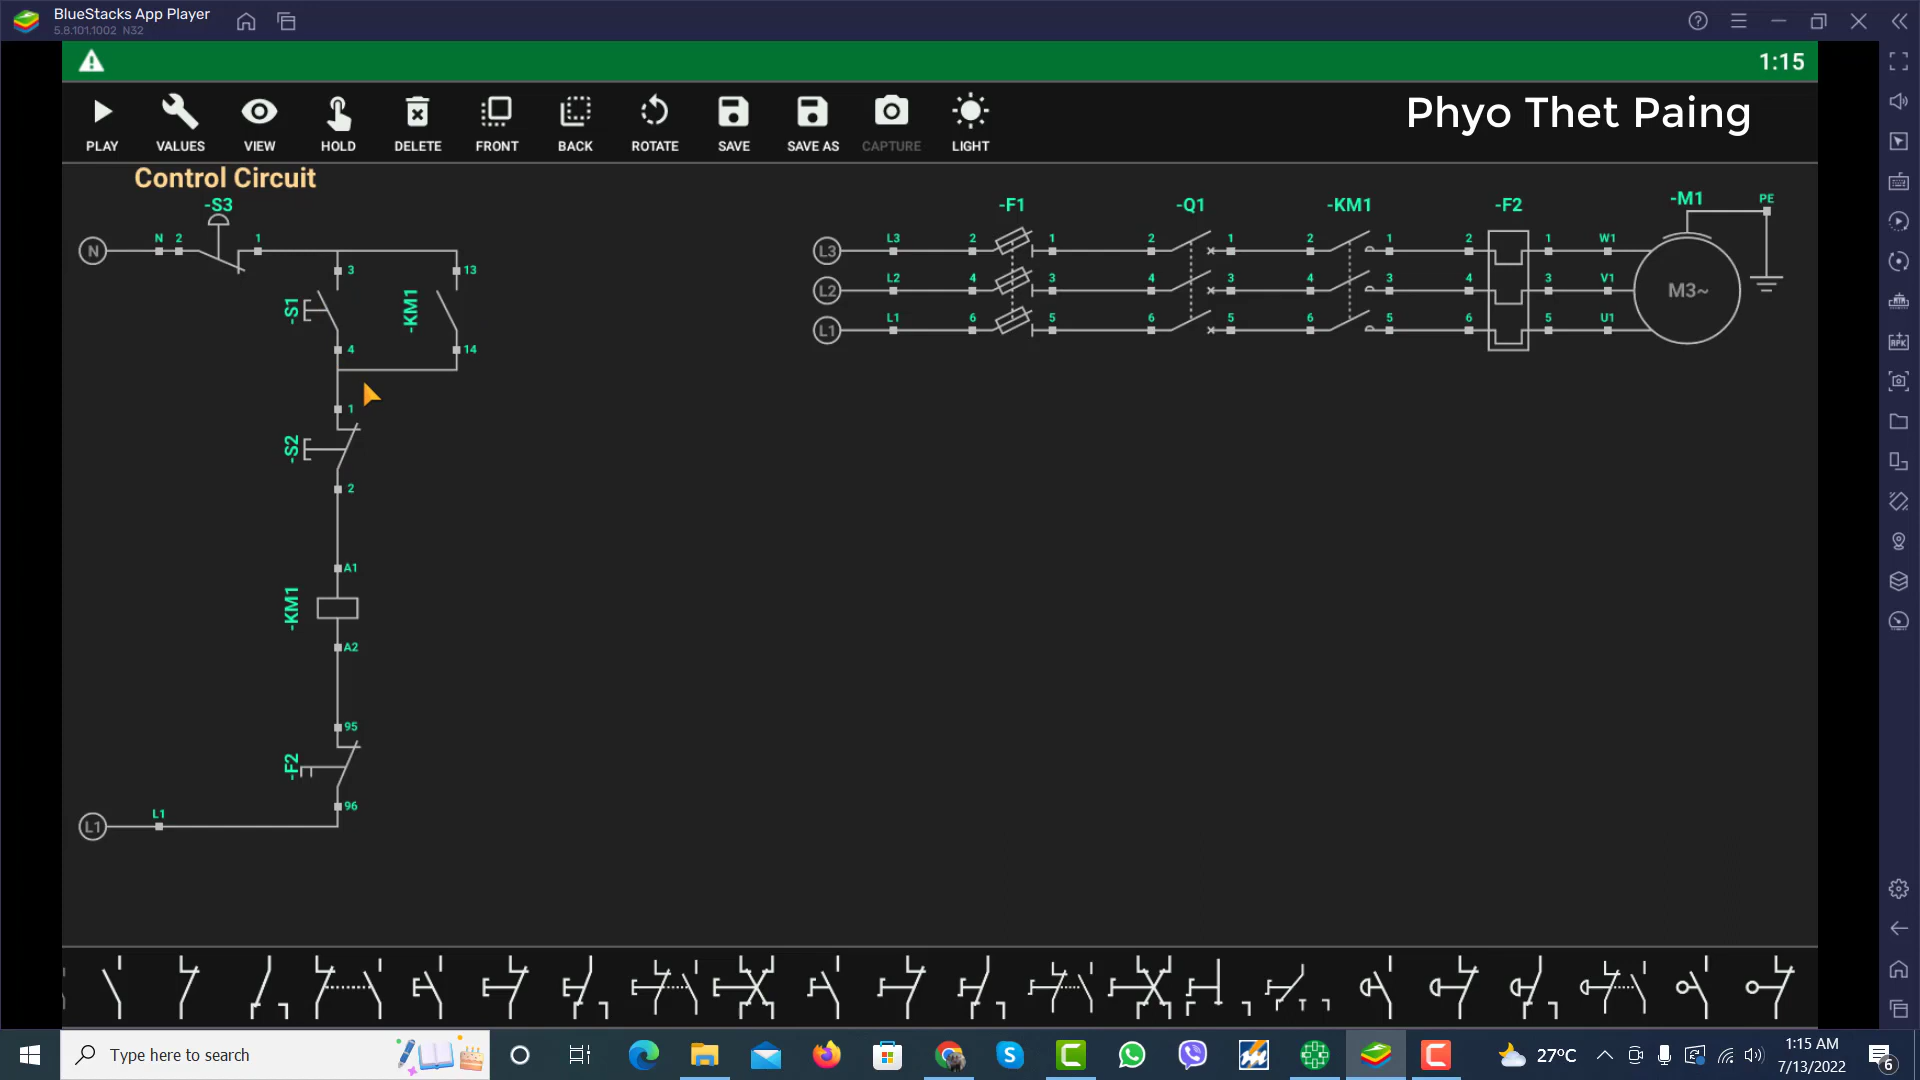 BlueStacks App Player
5.8.101.1002 N32
1:15
PLAY VALUES VIEW HOLD DELETE FRONT BACK ROTATE SAVE SAVE AS CAPTURE LIGHT
Phyo Thet Paing
Control Circuit
-S3
N N 2 1
3 13
-S1 -KM1
4 14
1
-S2
2
A1
-KM1
A2
95
-F2
96
L1 L1
-F1 -Q1 -KM1 -F2 -M1 PE
L3 L3 2 1 2 1 2 1 2 1 W1
L2 L2 4 3 4 3 4 3 4 3 V1
M3~
L1 L1 6 5 6 5 6 5 6 5 U1
Type here to search
27°C
1:15 AM
7/13/2022
6